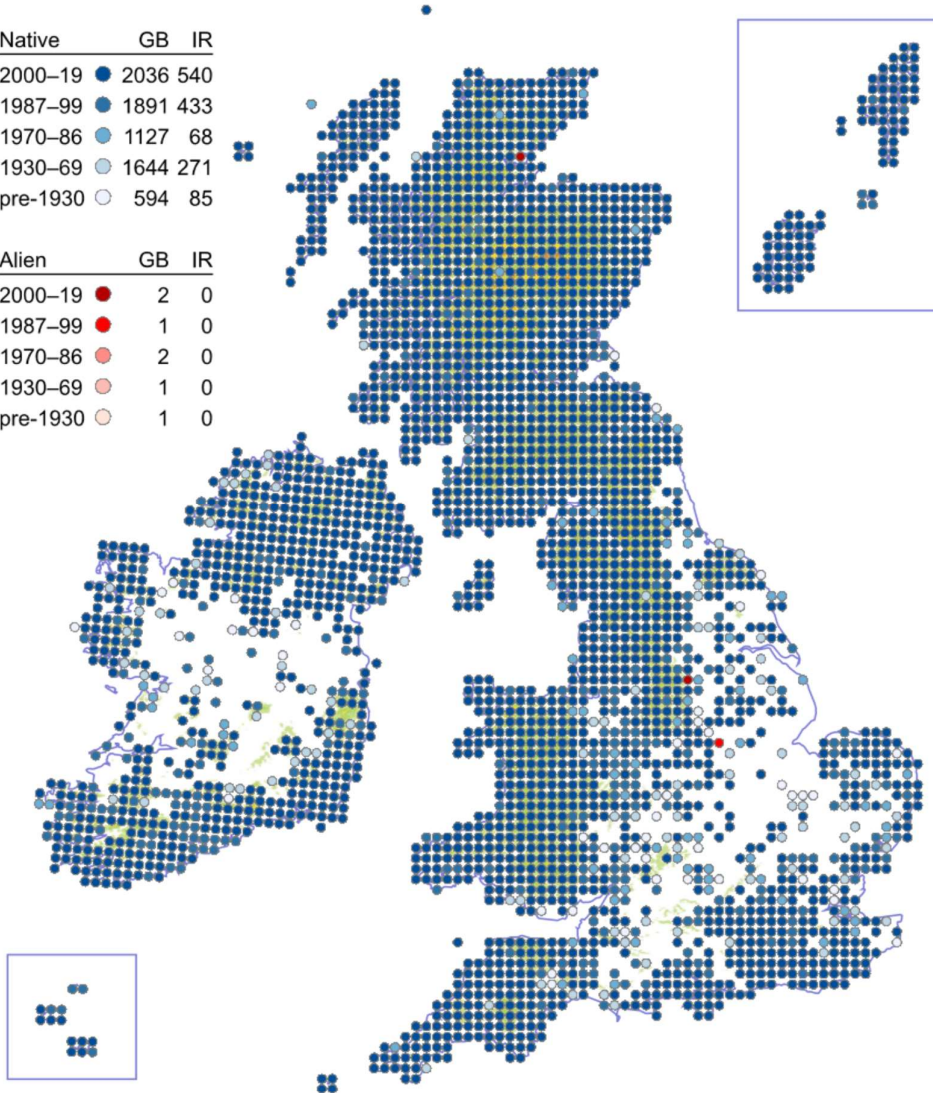 Native GB IR
2000–19 2036 540
1987–99 1891 433
1970–86 1127 68
1930–69 1644 271
pre-1930 594 85
Alien GB IR
2000–19 2 0
1987–99 1 0
1970–86 2 0
1930–69 1 0
pre-1930 1 0